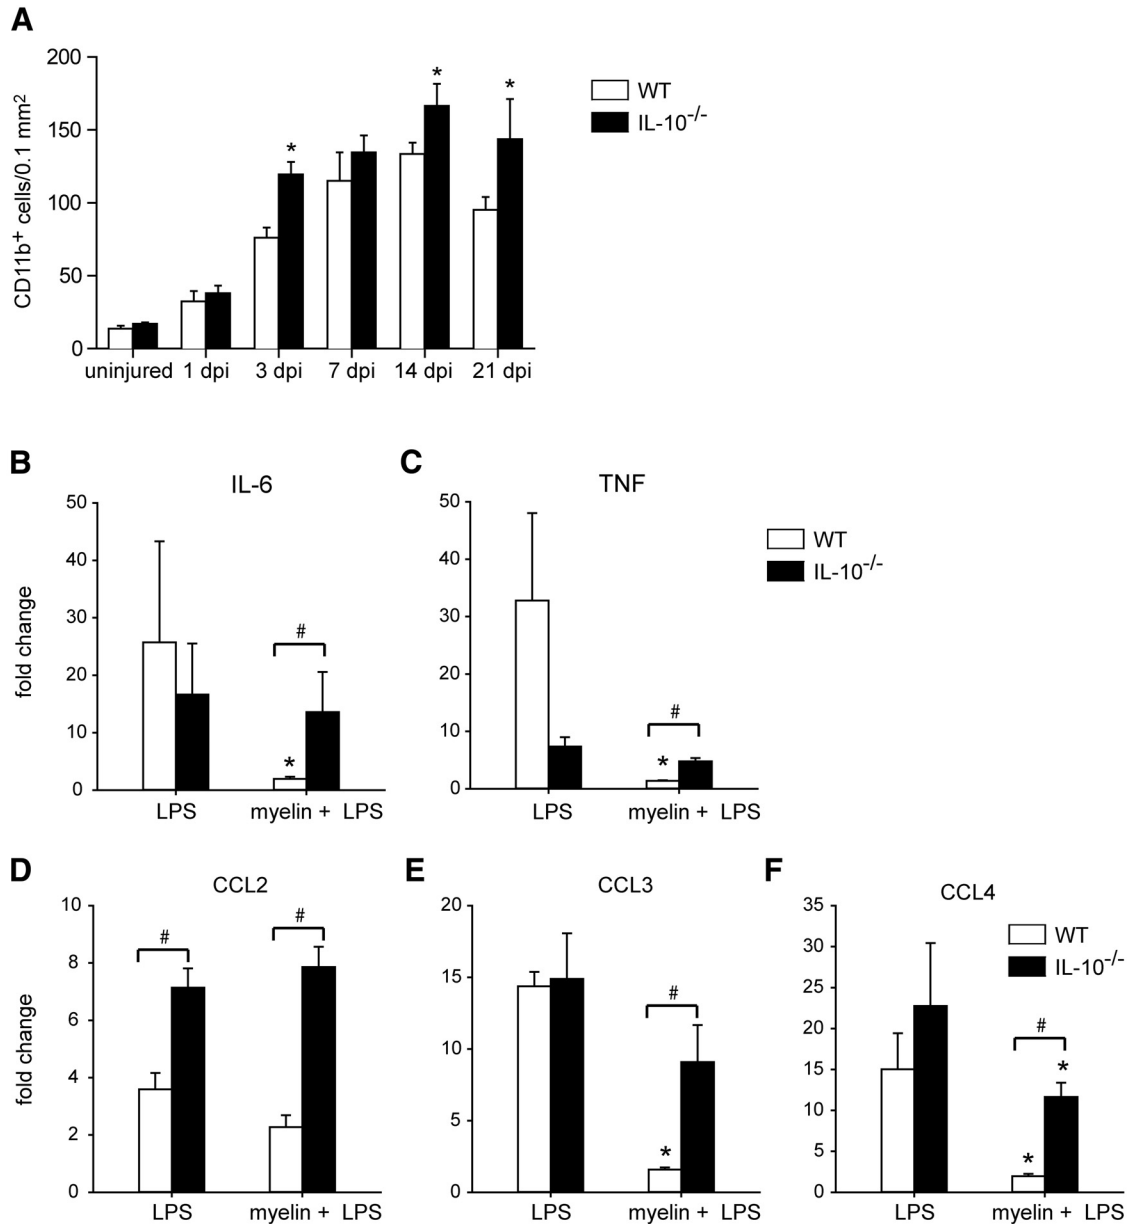 A
200
150
100
50
0
CD11b+ cells/0.1 mm2
*
*
*
WT
IL-10-/-
uninjured 1 dpi 3 dpi 7 dpi 14 dpi 21 dpi
B
IL-6
50
40
30
20
10
0
fold change
#
*
LPS myelin + LPS
C
TNF
50
40
30
20
10
0
#
*
LPS myelin + LPS
WT
IL-10-/-
D
CCL2
10
8
6
4
2
0
fold change
#
#
LPS myelin + LPS
E
CCL3
20
15
10
5
0
#
*
LPS myelin + LPS
F
CCL4
35
30
25
20
15
10
5
0
WT
IL-10-/-
#
*
*
LPS myelin + LPS